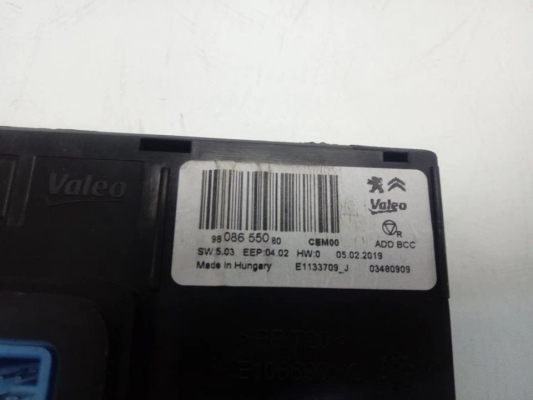 Valeo
Valeo
R
98 086 550 80
CEM00
ADD BCC
SW:5.03 EEP:04.02 HW:0 05.02.2019
Made in Hungary E1133709_J 03480909